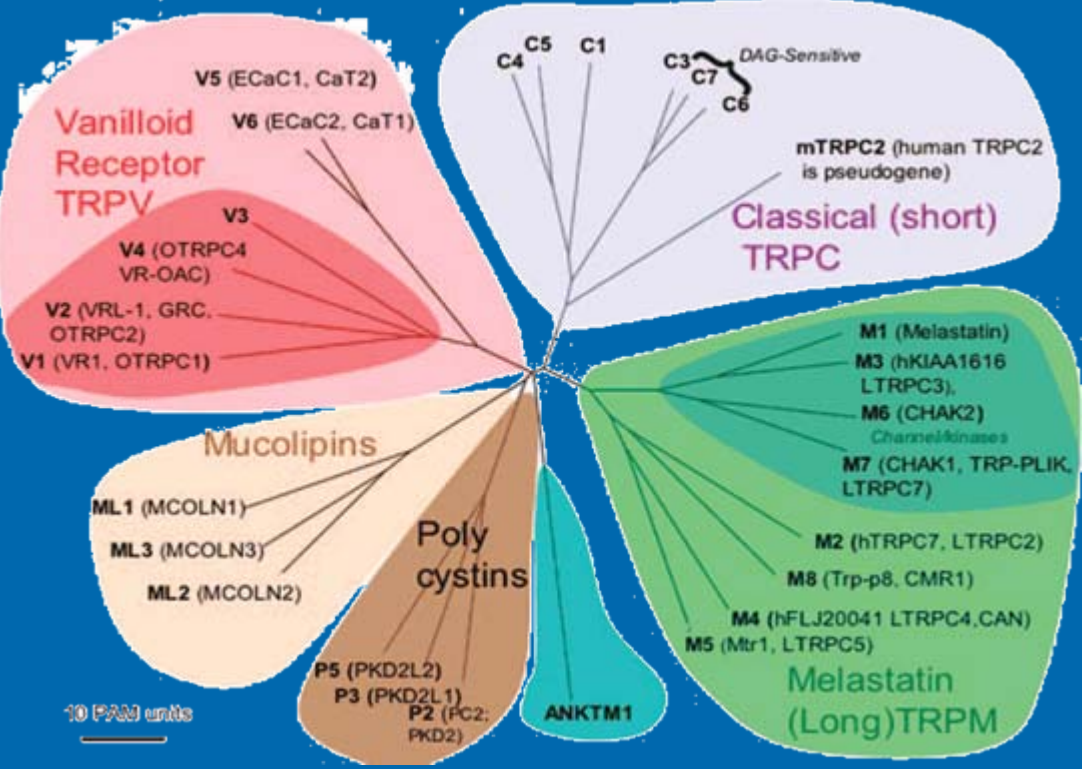 V5 (ECaC1, CaT2)
V6 (ECaC2, CaT1)
Vanilloid
Receptor
TRPV
V3
V4 (OTRPC4
VR-OAC)
V2 (VRL-1, GRC,
OTRPC2)
V1 (VR1, OTRPC1)
C4
C5
C1
C3
C7
C6
DAG-Sensitive
mTRPC2 (human TRPC2
is pseudogene)
Classical (short)
TRPC
M1 (Melastatin)
M3 (hKIAA1616
LTRPC3),
M6 (CHAK2)
Channel/kinases
M7 (CHAK1, TRP-PLIK,
LTRPC7)
M2 (hTRPC7, LTRPC2)
M8 (Trp-p8, CMR1)
M4 (hFLJ20041 LTRPC4,CAN)
M5 (Mtr1, LTRPC5)
Melastatin
(Long)TRPM
Mucolipins
ML1 (MCOLN1)
ML3 (MCOLN3)
ML2 (MCOLN2)
Poly
cystins
P5 (PKD2L2)
P3 (PKD2L1)
P2 (PC2;
PKD2)
ANKTM1
10 PAM units